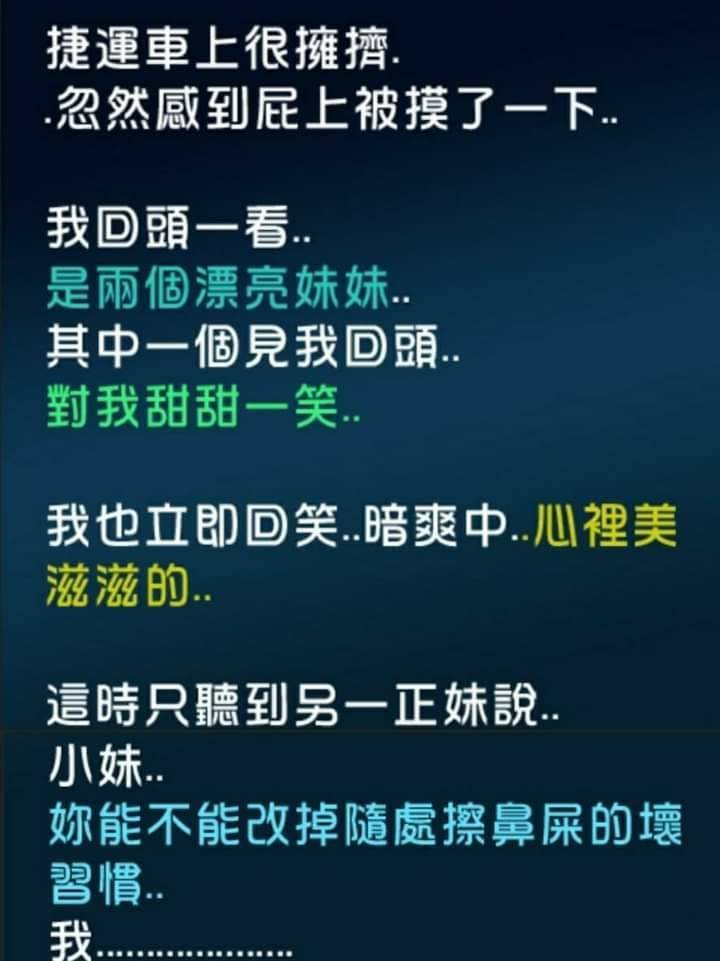 捷運車上很擁擠.
.忽然感到屁上被摸了一下..
我回頭一看..
是兩個漂亮妹妹..
其中一個見我回頭..
對我甜甜一笑..
我也立即回笑..暗爽中..心裡美
滋滋的..
這時只聽到另一正妹說..
小妹..
妳能不能改掉隨處擦鼻屎的壞
習慣..
我....................